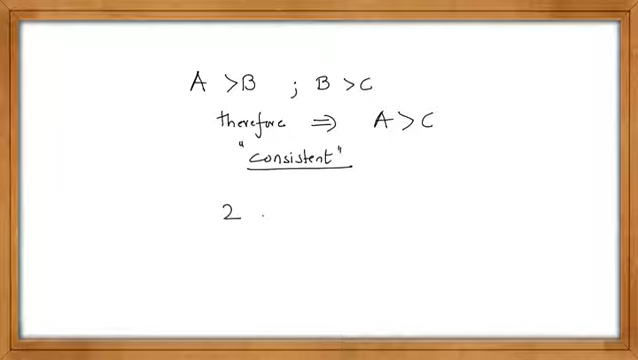 A >B ; B >C
therefore ⇒ A>C
"consistent"
2 .